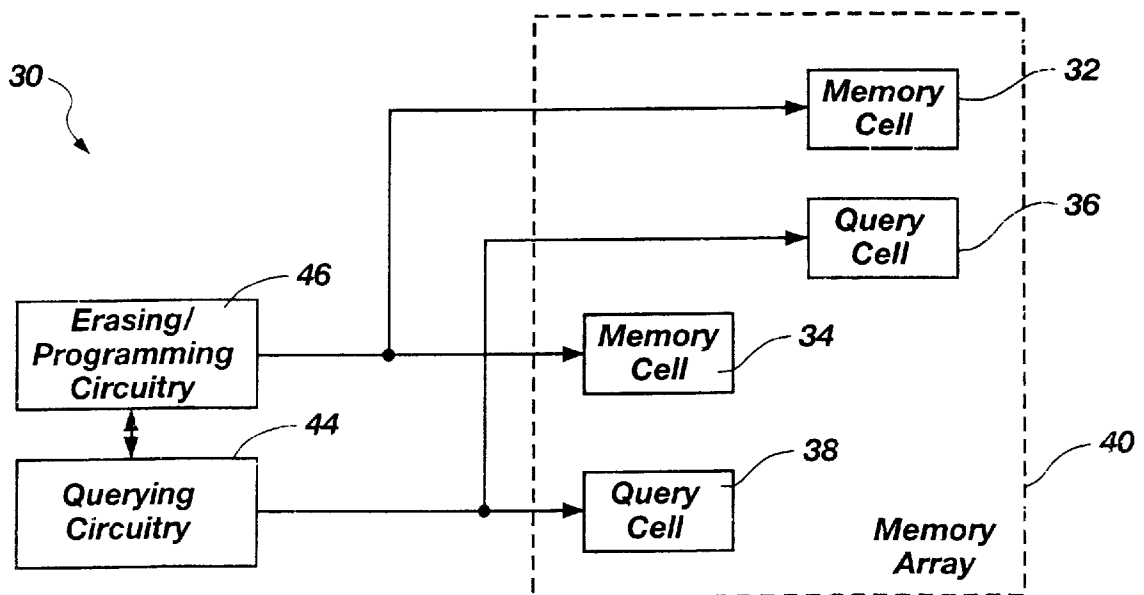 30
32
Memory
Cell
36
Query
Cell
46
Erasing/
Programming
Circuitry
Memory
Cell
34
44
Querying
Circuitry
38
Query
Cell
40
Memory
Array